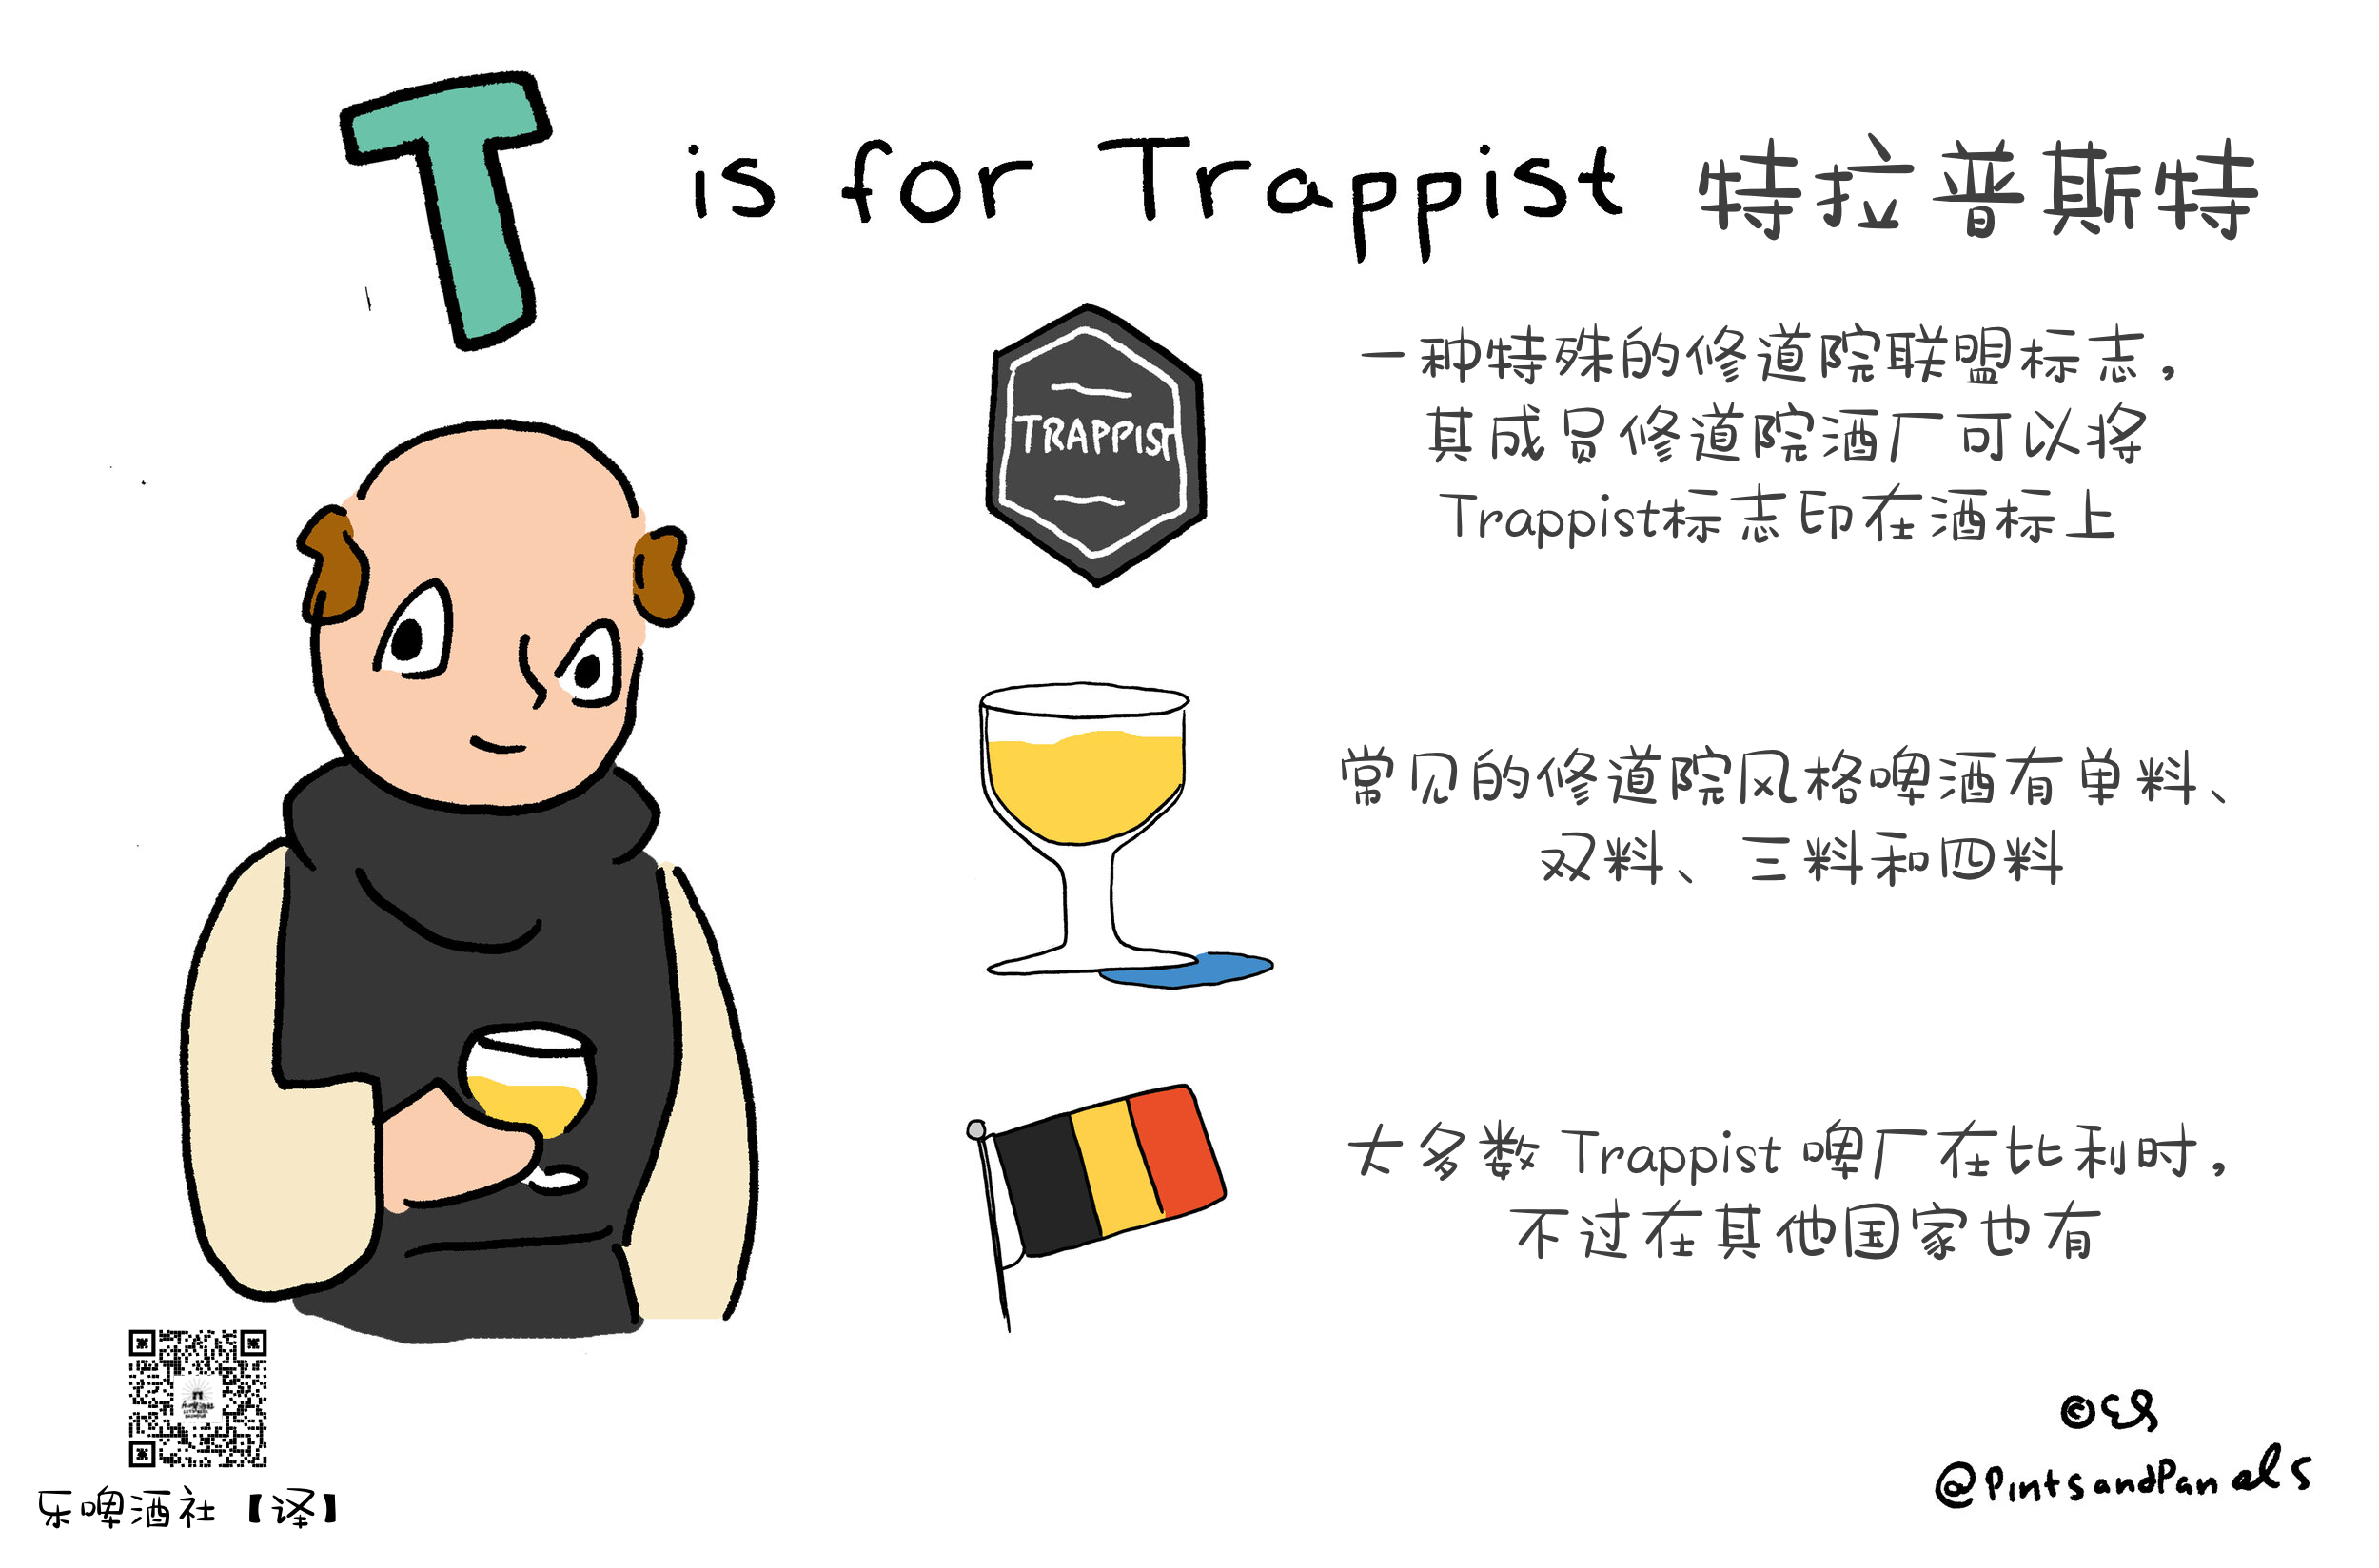 T is for Trappist 特拉普斯特
TRAPPIST
一种特殊的修道院联盟标志，
其成员修道院酒厂可以将
Trappist标志印在酒标上
常见的修道院风格啤酒有单料、
双料、三料和四料
大多数 Trappist 啤厂在比利时，
不过在其他国家也有
乐啤酒社【译】
@PintsandPanels